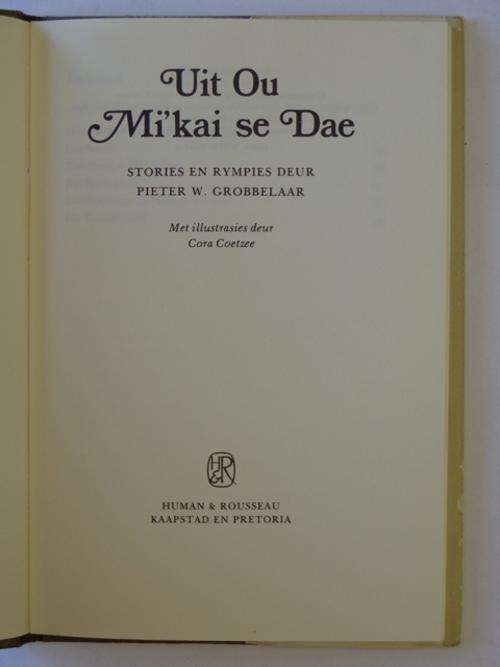 Uit Ou
Mi'kai se Dae
STORIES EN RYMPIES DEUR
PIETER W. GROBBELAAR
Met illustrasies deur
Cora Coetzee
H&R
HUMAN & ROUSSEAU
KAAPSTAD EN PRETORIA